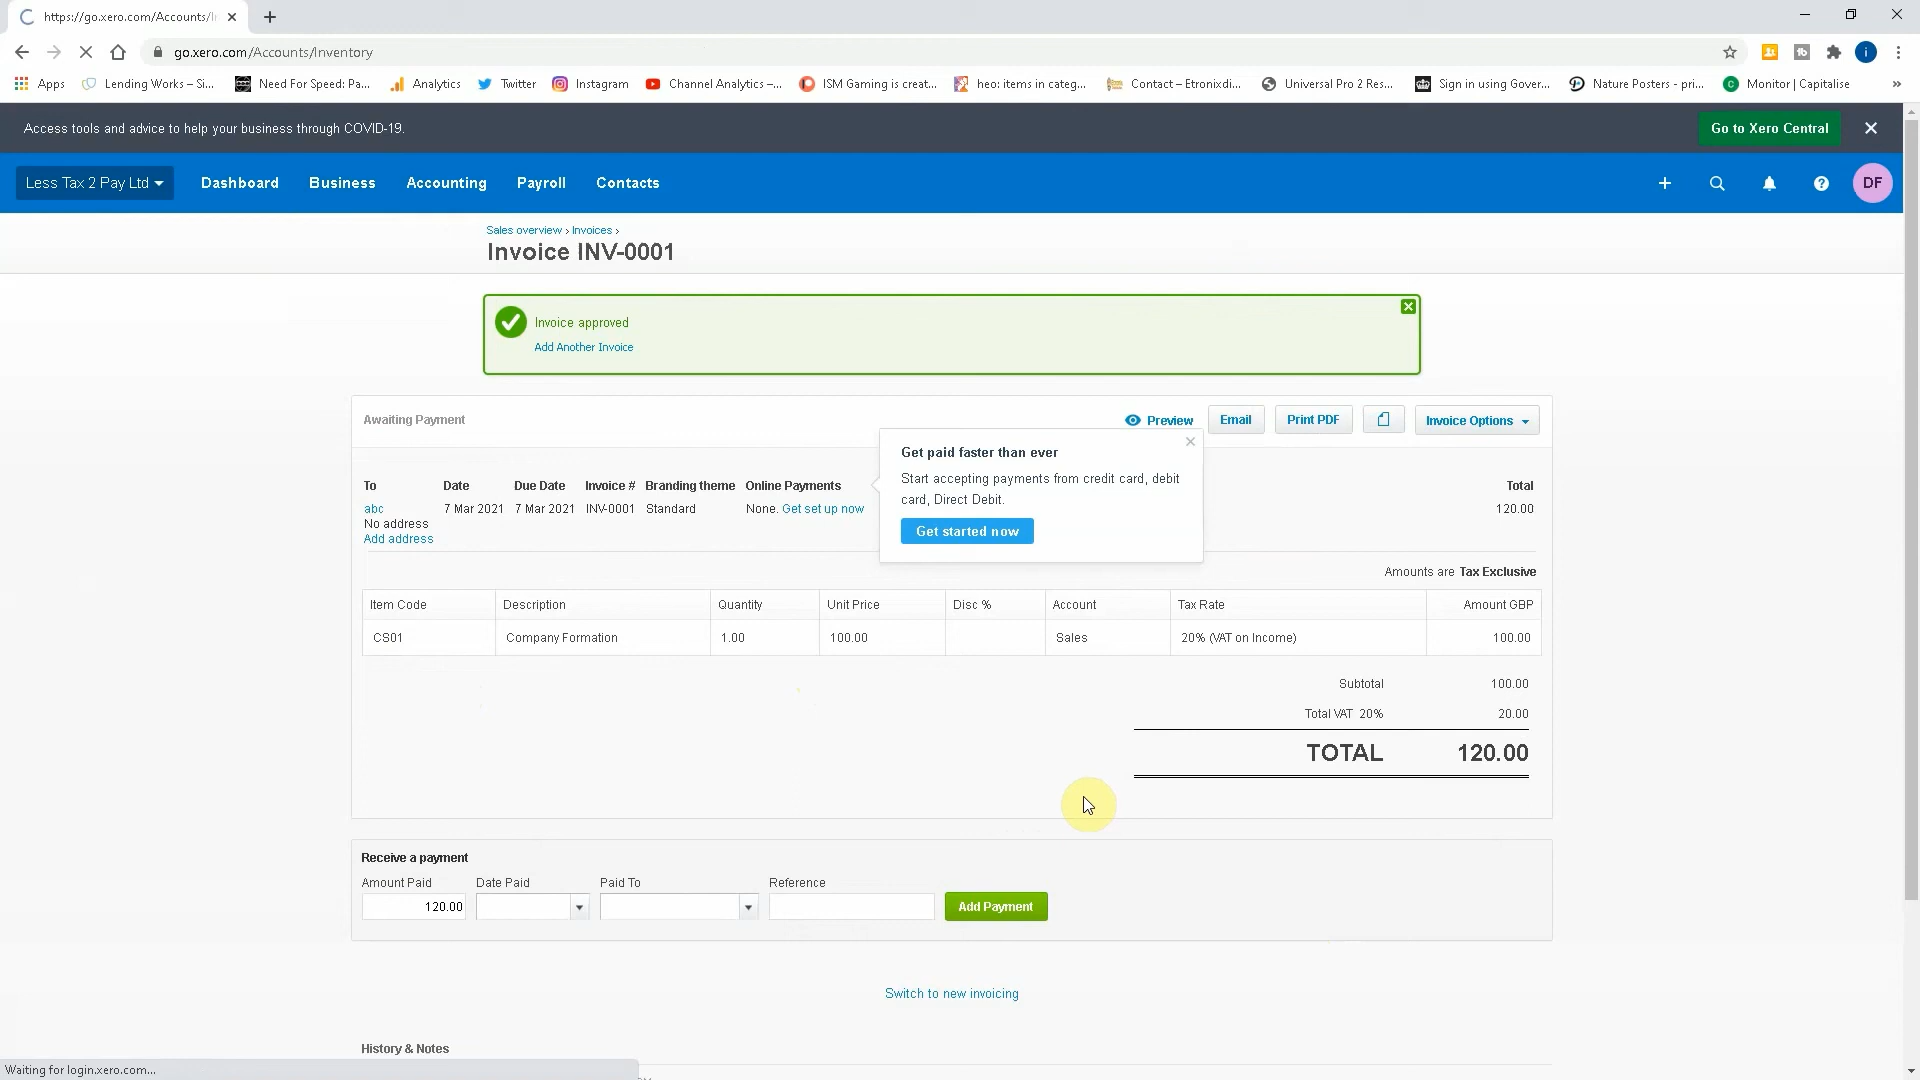 https://go.xero.com/Accounts/In
go.xero.com/Accounts/Inventory
i
Apps
Lending Works – Si...
Need For Speed: Pa...
Analytics
Twitter
Instagram
Channel Analytics –...
ISM Gaming is creat...
heo: items in categ...
Contact – Etronixdi...
Universal Pro 2 Res...
Sign in using Gover...
Nature Posters - pri...
Monitor | Capitalise
»
Access tools and advice to help your business through COVID-19.
Go to Xero Central
Less Tax 2 Pay Ltd
Dashboard
Business
Accounting
Payroll
Contacts
DF
Sales overview › Invoices ›
Invoice INV-0001
Invoice approved
Add Another Invoice
Awaiting Payment
Preview
Email
Print PDF
Invoice Options
Get paid faster than ever
Start accepting payments from credit card, debit
card, Direct Debit.
Get started now
To Date Due Date Invoice # Branding theme Online Payments Total
abc 7 Mar 2021 7 Mar 2021 INV-0001 Standard None. Get set up now 120.00
No address
Add address
Amounts are Tax Exclusive
Item Code Description Quantity Unit Price Disc % Account Tax Rate Amount GBP
CS01 Company Formation 1.00 100.00 Sales 20% (VAT on Income) 100.00
Subtotal 100.00
Total VAT 20% 20.00
TOTAL 120.00
Receive a payment
Amount Paid Date Paid Paid To Reference
120.00
Add Payment
Switch to new invoicing
History & Notes
Waiting for login.xero.com...